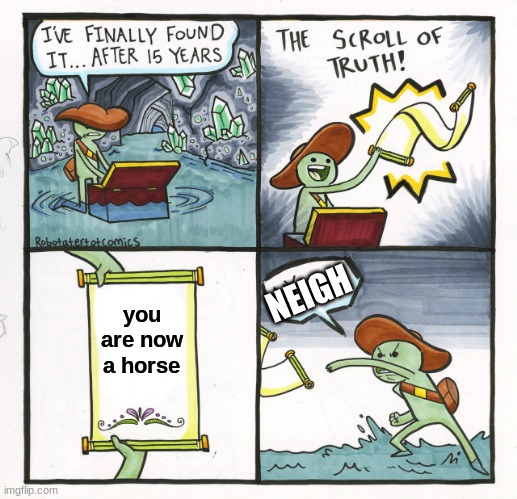 I'VE FINALLY FOUND
IT... AFTER 15 YEARS
THE SCROLL OF
TRUTH!
Robotatertotcomics
you
are now
a horse
NEIGH
imgflip.com